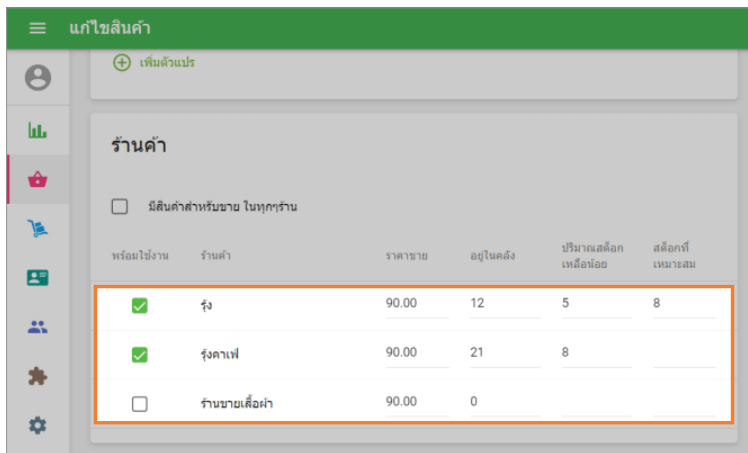 แก้ไขสินค้า
เพิ่มตัวแปร
ร้านค้า
มีสินค้าสำหรับขาย ในทุกๆร้าน
พร้อมใช้งาน ร้านค้า ราคาขาย อยู่ในคลัง ปริมาณสต็อก สต็อกที่
เหลือน้อย เหมาะสม
รุ้ง 90.00 12 5 8
รุ้งคาเฟ่ 90.00 21 8
ร้านขายเสื้อผ้า 90.00 0